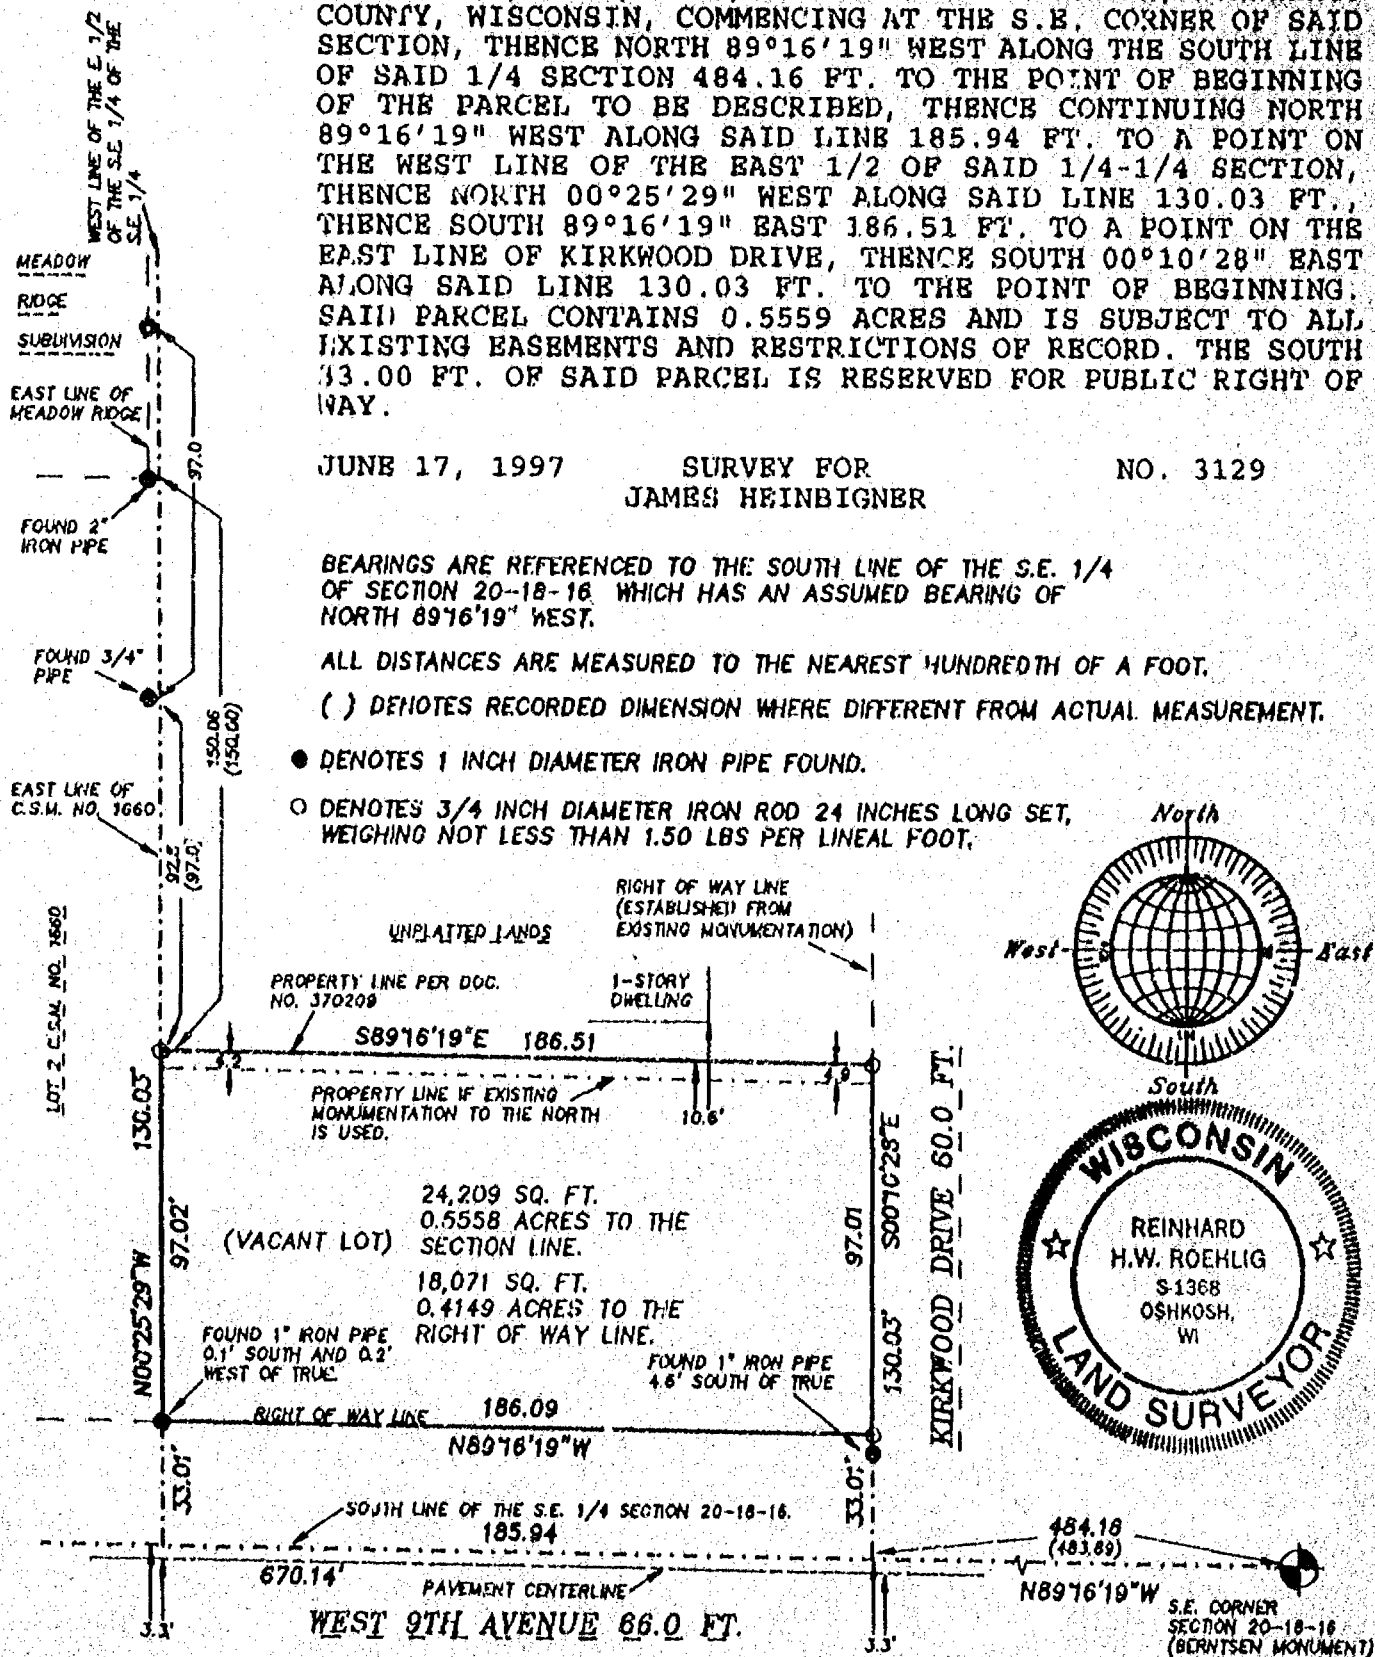 COUNTY, WISCONSIN, COMMENCING AT THE S.E. CORNER OF SAID
SECTION, THENCE NORTH 89°16'19" WEST ALONG THE SOUTH LINE
OF SAID 1/4 SECTION 484.16 FT. TO THE POINT OF BEGINNING
OF THE PARCEL TO BE DESCRIBED, THENCE CONTINUING NORTH
89°16'19" WEST ALONG SAID LINE 185.94 FT. TO A POINT ON
THE WEST LINE OF THE EAST 1/2 OF SAID 1/4-1/4 SECTION,
THENCE NORTH 00°25'29" WEST ALONG SAID LINE 130.03 FT.,
THENCE SOUTH 89°16'19" EAST 186.51 FT. TO A POINT ON THE
EAST LINE OF KIRKWOOD DRIVE, THENCE SOUTH 00°10'28" EAST
ALONG SAID LINE 130.03 FT. TO THE POINT OF BEGINNING.
SAID PARCEL CONTAINS 0.5559 ACRES AND IS SUBJECT TO ALL
EXISTING EASEMENTS AND RESTRICTIONS OF RECORD. THE SOUTH
33.00 FT. OF SAID PARCEL IS RESERVED FOR PUBLIC RIGHT OF
WAY.
WEST LINE OF THE E 1/2
OF THE S.E. 1/4 OF THE
S.E. 1/4
MEADOW
RIDGE
SUBDIVISION
EAST LINE OF
MEADOW RIDGE
97.0
FOUND 2"
IRON PIPE
FOUND 3/4"
PIPE
150.06
(150.00)
EAST LINE OF
C.S.M. NO. 1660
(97.0)
LOT 2 C.S.M. NO. 1660
JUNE 17, 1997
SURVEY FOR
JAMES HEINBIGNER
NO. 3129
BEARINGS ARE REFERENCED TO THE SOUTH LINE OF THE S.E. 1/4
OF SECTION 20-18-16 WHICH HAS AN ASSUMED BEARING OF
NORTH 89°16'19" WEST.
ALL DISTANCES ARE MEASURED TO THE NEAREST HUNDREDTH OF A FOOT.
( ) DENOTES RECORDED DIMENSION WHERE DIFFERENT FROM ACTUAL MEASUREMENT.
DENOTES 1 INCH DIAMETER IRON PIPE FOUND.
DENOTES 3/4 INCH DIAMETER IRON ROD 24 INCHES LONG SET,
WEIGHING NOT LESS THAN 1.50 LBS PER LINEAL FOOT.
North
West
East
South
UNPLATTED LANDS
RIGHT OF WAY LINE
(ESTABLISHED FROM
EXISTING MONUMENTATION)
PROPERTY LINE PER DOC.
NO. 370209
1-STORY
DWELLING
S89°16'19"E 186.51
4.2
4.9
PROPERTY LINE IF EXISTING
MONUMENTATION TO THE NORTH
IS USED.
10.6'
130.03'
97.02'
N00°25'29"W
24,209 SQ. FT.
0.5558 ACRES TO THE
SECTION LINE.
(VACANT LOT)
18,071 SQ. FT.
0.4149 ACRES TO THE
RIGHT OF WAY LINE.
97.01
S00°10'28"E
130.03'
KIRKWOOD DRIVE 60.0 FT.
WISCONSIN
REINHARD
H.W. ROEHLIG
S-1368
OSHKOSH,
WI
LAND SURVEYOR
FOUND 1" IRON PIPE
0.1' SOUTH AND 0.2'
WEST OF TRUE.
FOUND 1" IRON PIPE
4.6' SOUTH OF TRUE
RIGHT OF WAY LINE
186.09
N89°16'19"W
33.01'
33.01'
SOUTH LINE OF THE S.E. 1/4 SECTION 20-18-16.
185.94
670.14'
PAVEMENT CENTERLINE
484.18
(483.89)
N89°16'19"W
3.3'
WEST 9TH AVENUE 66.0 FT.
3.3'
S.E. CORNER
SECTION 20-18-16
(BERNTSEN MONUMENT)